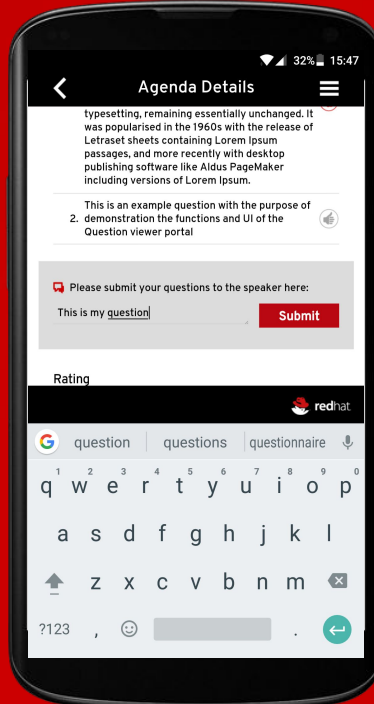 32% 15:47
Agenda Details
typesetting, remaining essentially unchanged. It
was popularised in the 1960s with the release of
Letraset sheets containing Lorem Ipsum
passages, and more recently with desktop
publishing software like Aldus PageMaker
including versions of Lorem Ipsum.
This is an example question with the purpose of
2. demonstration the functions and UI of the
Question viewer portal
Please submit your questions to the speaker here:
This is my question
Submit
Rating
redhat
G question questions questionnaire
1 2 3 4 5 6 7 8 9 0
q w e r t y u i o p
a s d f g h j k l
z x c v b n m
?123 , .